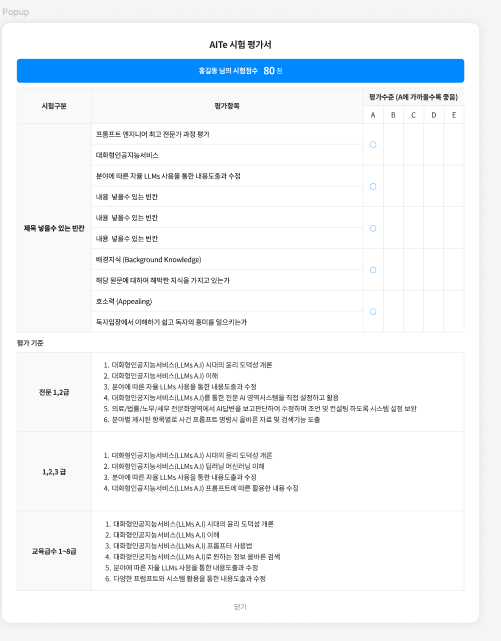 Popup
AITe 시험 평가서
홍길동 님의 시험점수 80 점
시험구분
평가항목
평가수준 (A에 가까울수록 좋음)
A B C D E
제목 넣을수 있는 빈칸
프롬프트 엔지니어 최고 전문가 과정 평가
대화형인공지능서비스
분야에 따른 자율 LLMs 사용을 통한 내용도출과 수정
내용 넣을수 있는 빈칸
내용 넣을수 있는 빈칸
내용 넣을수 있는 빈칸
배경지식 (Background Knowledge)
해당 원문에 대하여 해박한 지식을 가지고 있는가
호소력 (Appealing)
독자입장에서 이해하기 쉽고 독자의 흥미를 일으키는가
평가 기준
전문 1,2급
1. 대화형인공지능서비스(LLMs A.I) 시대의 윤리 도덕성 개론
2. 대화형인공지능서비스(LLMs A.I) 이해
3. 분야에 따른 자율 LLMs 사용을 통한 내용도출과 수정
4. 대화형인공지능서비스(LLMs A.I)를 통한 전문 AI 영역시스템을 직접 설정하고 활용
5. 의료/법률/노무/세무 전문화영역에서 AI답변을 보고판단하여 수정하며 조언 및 컨설팅 하도록 시스템 설정 보완
6. 분야별 제시된 항목별로 사건 프롬프트 명령시 올바른 자료 및 검색기능 도출
1,2,3 급
1. 대화형인공지능서비스(LLMs A.I) 시대의 윤리 도덕성 개론
2. 대화형인공지능서비스(LLMs A.I) 딥러닝 머신러닝 이해
3. 분야에 따른 자율 LLMs 사용을 통한 내용도출과 수정
4. 대화형인공지능서비스(LLMs A.I) 프롬프트에 따른 활용한 내용 수정
교육급수 1~8급
1. 대화형인공지능서비스(LLMs A.I) 시대의 윤리 도덕성 개론
2. 대화형인공지능서비스(LLMs A.I) 이해
3. 대화형인공지능서비스(LLMs A.I) 프롬프터 사용법
4. 대화형인공지능서비스(LLMs A.I)로 원하는 정보 올바른 검색
5. 분야에 따른 자율 LLMs 사용을 통한 내용도출과 수정
6. 다양한 프럼프트와 시스템 활용을 통한 내용도출과 수정
닫기